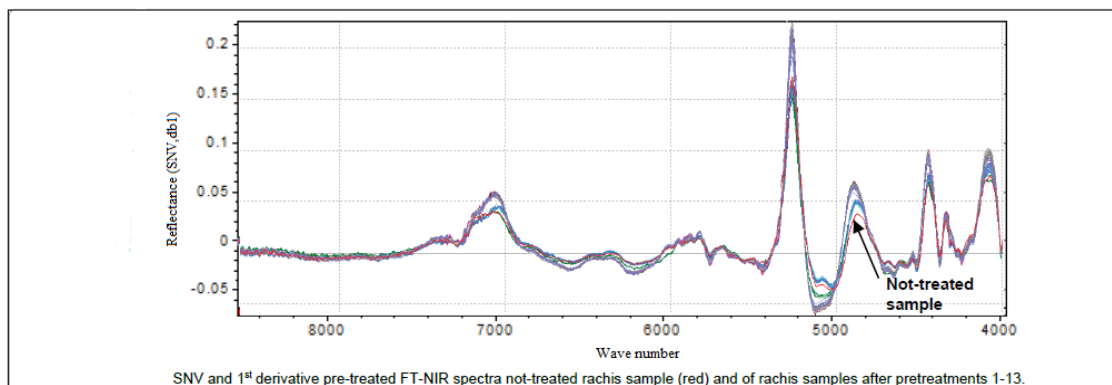 0.2
0.15
0.1
0.05
0
-0.05
Reflectance (SNV,db1)
Not-treated
sample
8000 7000 6000 5000 4000
Wave number
SNV and 1st derivative pre-treated FT-NIR spectra not-treated rachis sample (red) and of rachis samples after pretreatments 1-13.